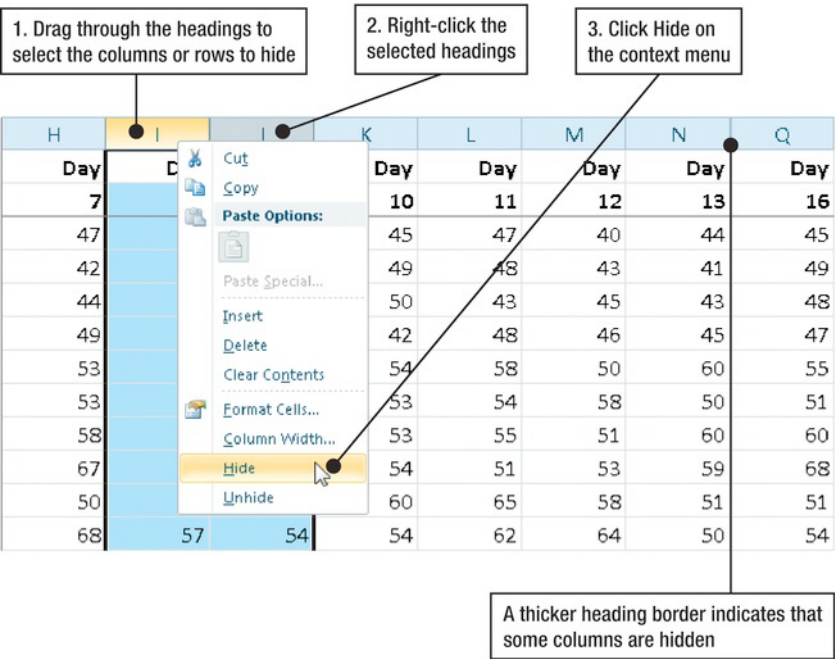 1. Drag through the headings to
select the columns or rows to hide
2. Right-click the
selected headings
3. Click Hide on
the context menu
H I J K L M N Q
Day D Day Day Day Day Day
7 10 11 12 13 16
47 45 47 40 44 45
42 49 48 43 41 49
44 50 43 45 43 48
49 42 48 46 45 47
53 54 58 50 60 55
53 53 54 58 50 51
58 53 55 51 60 60
67 54 51 53 59 68
50 60 65 58 51 51
68 57 54 54 62 64 50 54
Cut
Copy
Paste Options:
Paste Special...
Insert
Delete
Clear Contents
Format Cells...
Column Width...
Hide
Unhide
A thicker heading border indicates that
some columns are hidden